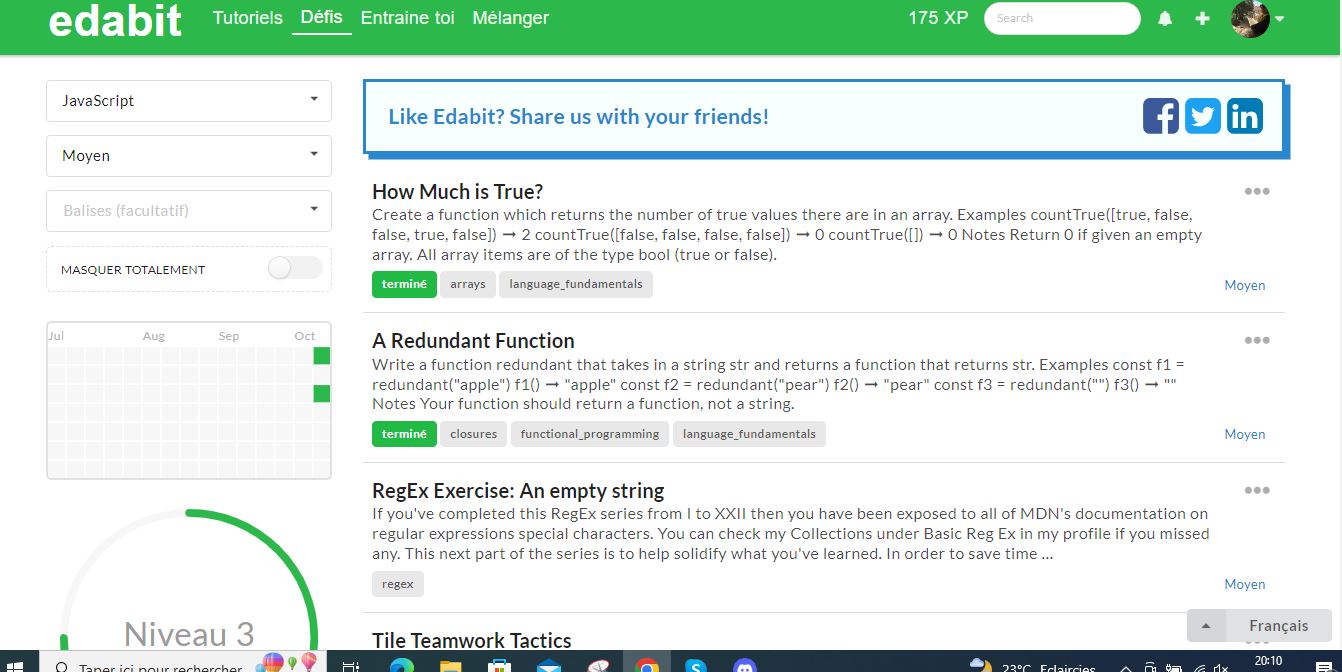 edabit
Tutoriels Défis Entraine toi Mélanger 175 XP Search
JavaScript
Moyen
Balises (facultatif)
MASQUER TOTALEMENT
Jul Aug Sep Oct
Niveau 3
Like Edabit? Share us with your friends!
How Much is True?
Create a function which returns the number of true values there are in an array. Examples countTrue([true, false,
false, true, false]) ➞ 2 countTrue([false, false, false, false]) ➞ 0 countTrue([]) ➞ 0 Notes Return 0 if given an empty
array. All array items are of the type bool (true or false).
terminé arrays language_fundamentals
Moyen
A Redundant Function
Write a function redundant that takes in a string str and returns a function that returns str. Examples const f1 =
redundant("apple") f1() ➞ "apple" const f2 = redundant("pear") f2() ➞ "pear" const f3 = redundant("") f3() ➞ ""
Notes Your function should return a function, not a string.
terminé closures functional_programming language_fundamentals
Moyen
RegEx Exercise: An empty string
If you've completed this RegEx series from I to XXII then you have been exposed to all of MDN's documentation on
regular expressions special characters. You can check my Collections under Basic Reg Ex in my profile if you missed
any. This next part of the series is to help solidify what you've learned. In order to save time ...
regex
Moyen
Tile Teamwork Tactics
Français
Taper ici pour rechercher
23°C Eclaircies
20:10